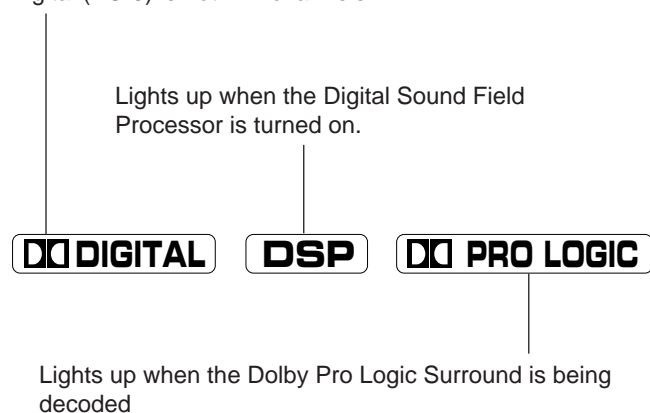 Lights up when the Digital Sound Field
Processor is turned on.
DIGITAL
DSP
PRO LOGIC
Lights up when the Dolby Pro Logic Surround is being
decoded